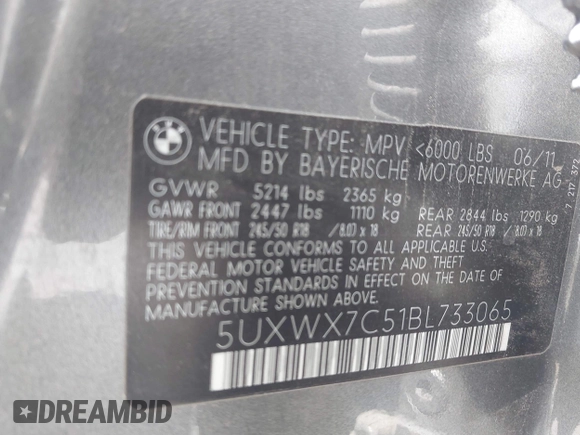 VEHICLE TYPE: MPV <6000 LBS 06/11
MFD BY BAYERISCHE MOTORENWERKE AG
GVWR 5214 lbs 2365 kg
GAWR FRONT 2447 lbs 1110 kg REAR 2844 lbs 1290 kg
TIRE/RIM FRONT 245/50 R18 /8.0J x 18 REAR 245/50 R18 /8.0J x 18
THIS VEHICLE CONFORMS TO ALL APPLICABLE U.S.
FEDERAL MOTOR VEHICLE SAFETY AND THEFT
PREVENTION STANDARDS IN EFFECT ON THE DATE OF
MANUFACTURE SHOWN ABOVE.
5UXWX7C51BL733065
7 217 372
DREAMBID